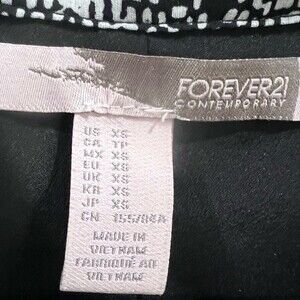 FOREVER21
CONTEMPORARY
US XS
CA TP
MX XS
EU XS
UK XS
KR XS
JP XS
CN 155/80A
MADE IN
VIETNAM
FABRIQUÉ AU
VIETNAM